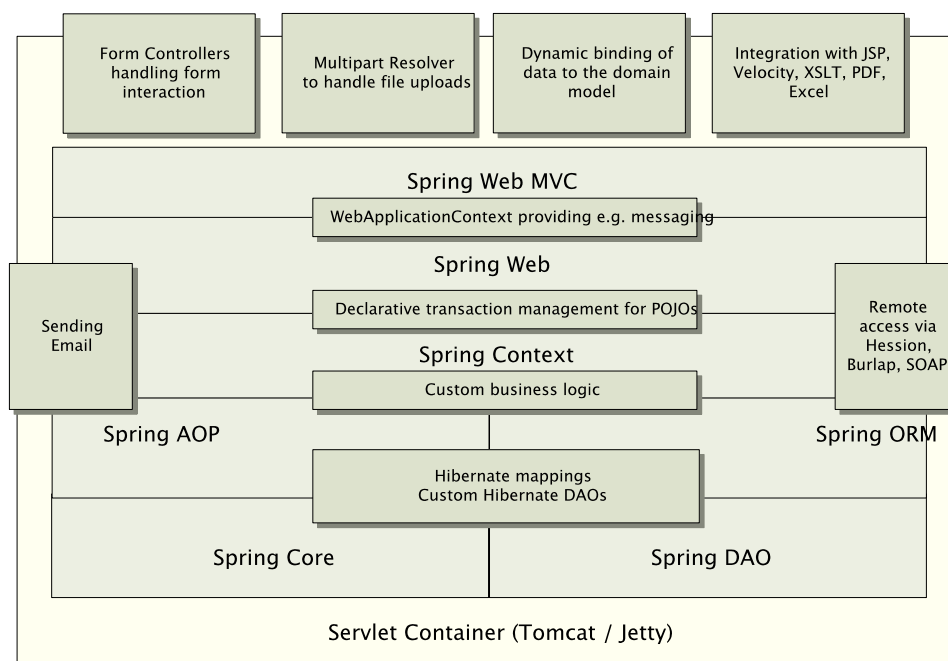 Form Controllers
handling form
interaction
Multipart Resolver
to handle file uploads
Dynamic binding of
data to the domain
model
Integration with JSP,
Velocity, XSLT, PDF,
Excel
Spring Web MVC
WebApplicationContext providing e.g. messaging
Spring Web
Sending
Email
Declarative transaction management for POJOs
Remote
access via
Hession,
Burlap, SOAP
Spring Context
Custom business logic
Spring AOP
Spring ORM
Hibernate mappings
Custom Hibernate DAOs
Spring Core
Spring DAO
Servlet Container (Tomcat / Jetty)